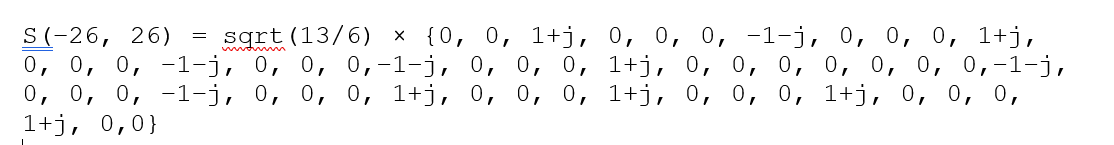 S(-26, 26) = sqrt(13/6) × {0, 0, 1+j, 0, 0, 0, -1-j, 0, 0, 0, 1+j,
0, 0, 0, -1-j, 0, 0, 0,-1-j, 0, 0, 0, 1+j, 0, 0, 0, 0, 0, 0, 0,-1-j,
0, 0, 0, -1-j, 0, 0, 0, 1+j, 0, 0, 0, 1+j, 0, 0, 0, 1+j, 0, 0, 0,
1+j, 0,0}